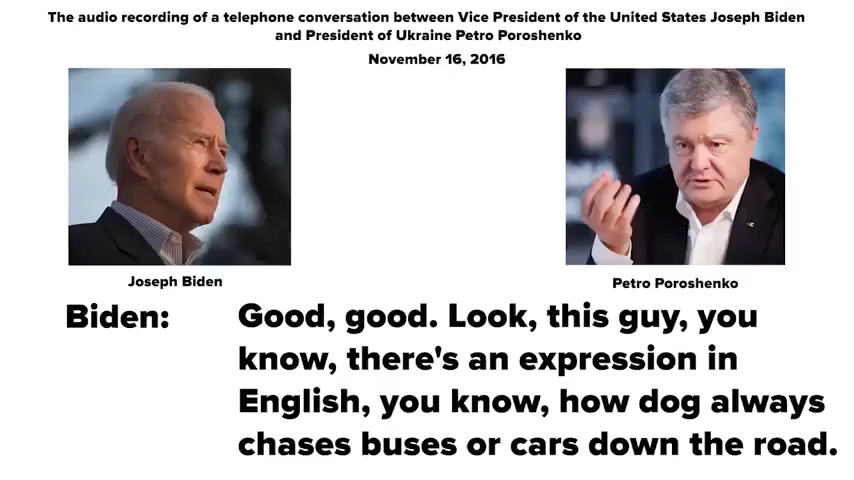 The audio recording of a telephone conversation between Vice President of the United States Joseph Biden
and President of Ukraine Petro Poroshenko
November 16, 2016
Joseph Biden
Petro Poroshenko
Biden:
Good, good. Look, this guy, you
know, there's an expression in
English, you know, how dog always
chases buses or cars down the road.